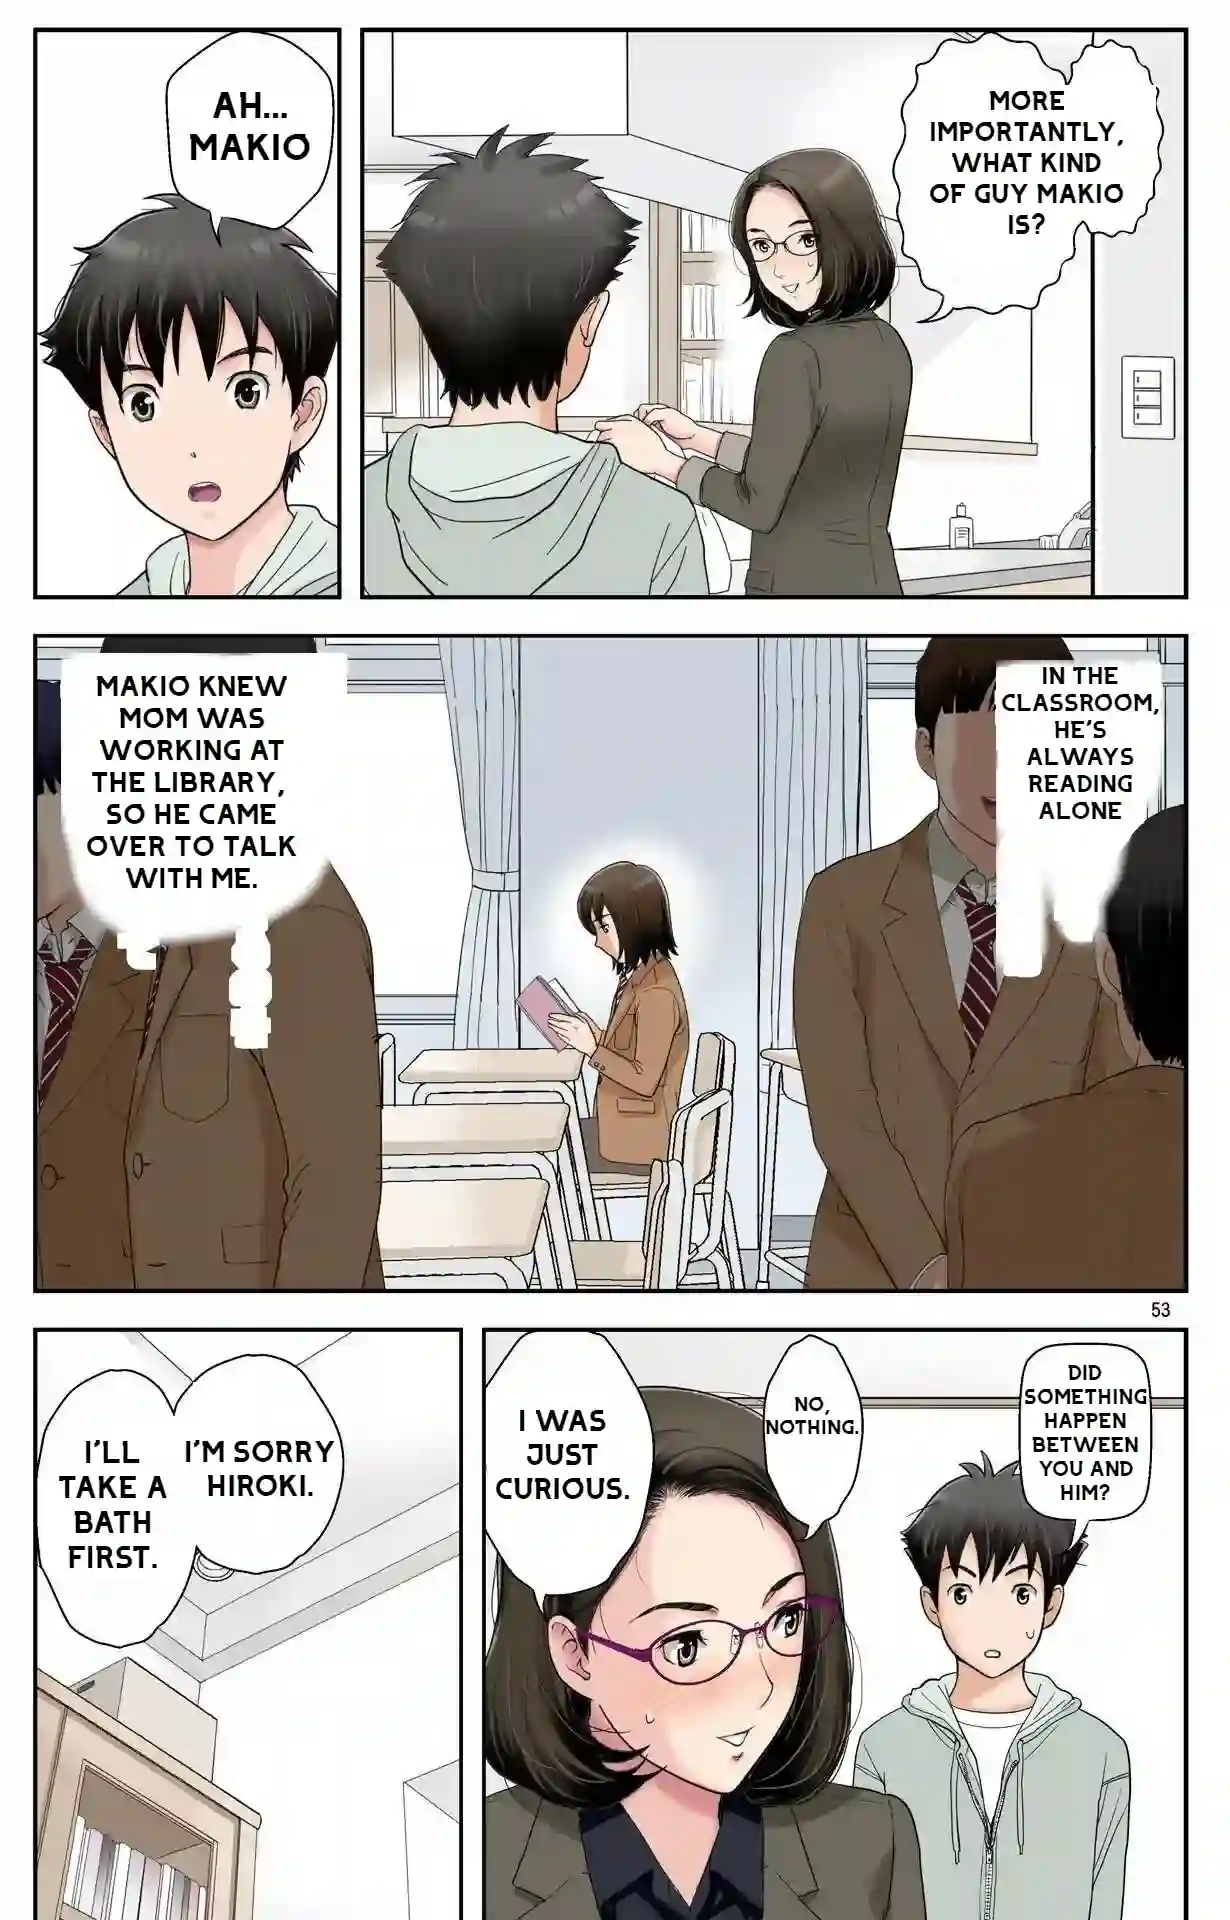 MORE
IMPORTANTLY,
WHAT KIND
OF GUY MAKIO
IS?
AH...
MAKIO
IN THE
CLASSROOM,
HE'S
ALWAYS
READING
ALONE
MAKIO KNEW
MOM WAS
WORKING AT
THE LIBRARY,
SO HE CAME
OVER TO TALK
WITH ME.
53
DID
SOMETHING
HAPPEN
BETWEEN
YOU AND
HIM?
NO,
NOTHING.
I WAS
JUST
CURIOUS.
I'M SORRY
HIROKI.
I'LL
TAKE A
BATH
FIRST.